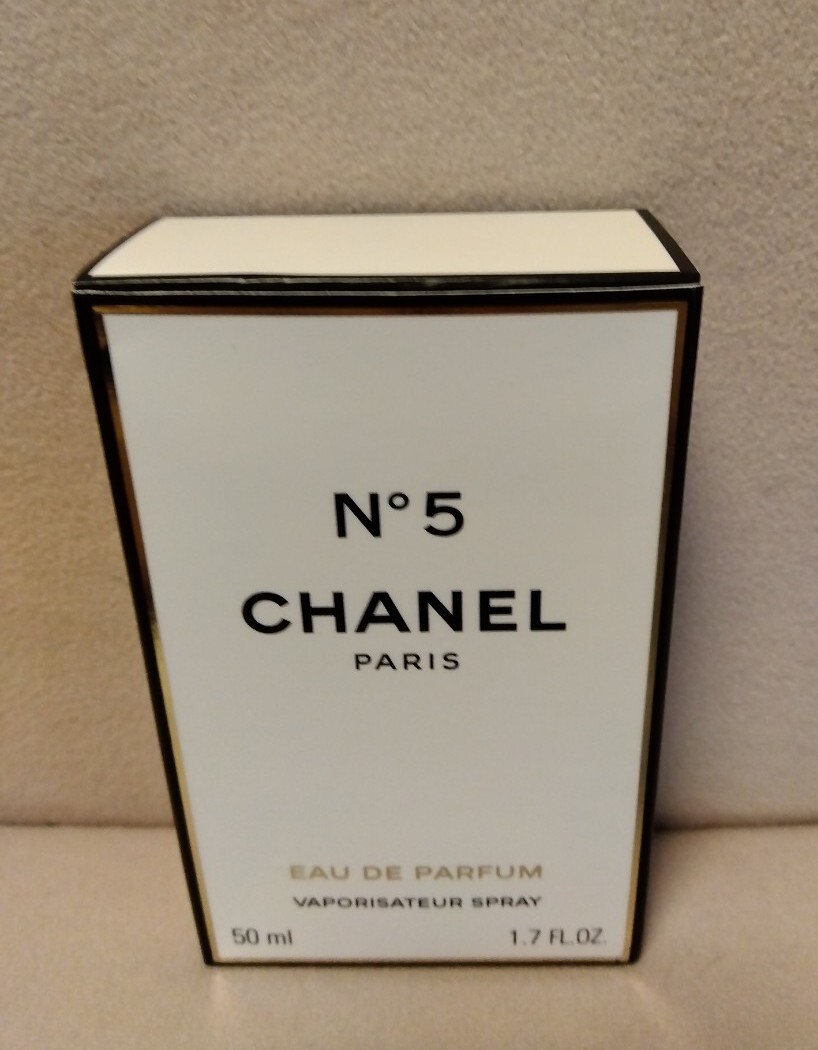 N° 5
CHANEL
PARIS
EAU DE PARFUM
VAPORISATEUR SPRAY
50 ml 1.7 FL.OZ.